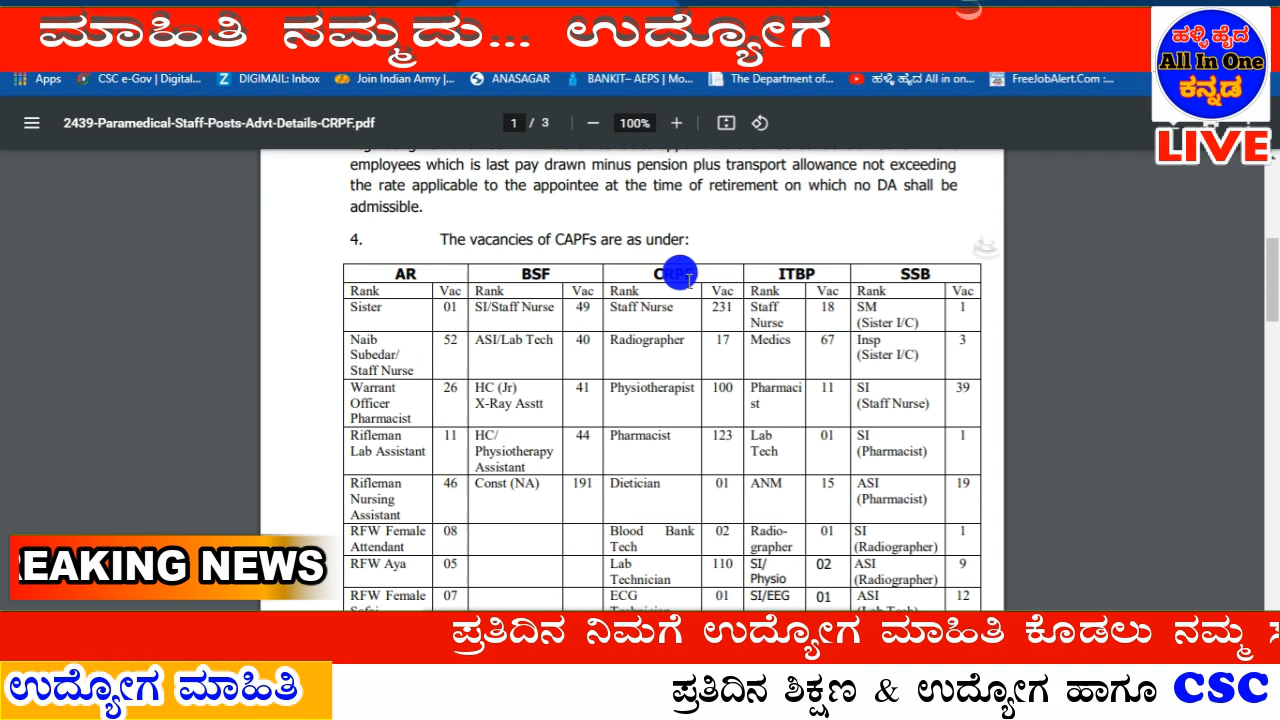 ಮಾಹಿತಿ ನಮ್ಮದು... ಉದ್ಯೋಗ
ಹಳ್ಳಿ ಹೈದ
All In One
ಕನ್ನಡ
LIVE
Apps CSC e-Gov | Digital... DIGIMAIL: Inbox Join Indian Army |... ANASAGAR BANKIT– AEPS | Mo... The Department of... ಹಳ್ಳಿ ಹೈದ All in on... FreeJobAlert.Com :...
2439-Paramedical-Staff-Posts-Advt-Details-CRPF.pdf 1 / 3 — 100% +
employees which is last pay drawn minus pension plus transport allowance not exceeding
the rate applicable to the appointee at the time of retirement on which no DA shall be
admissible.
4. The vacancies of CAPFs are as under:
AR BSF CRPF ITBP SSB
Rank Vac Rank Vac Rank Vac Rank Vac Rank Vac
Sister 01 SI/Staff Nurse 49 Staff Nurse 231 Staff Nurse 18 SM (Sister I/C) 1
Naib Subedar/ Staff Nurse 52 ASI/Lab Tech 40 Radiographer 17 Medics 67 Insp (Sister I/C) 3
Warrant Officer Pharmacist 26 HC (Jr) X-Ray Asstt 41 Physiotherapist 100 Pharmaci st 11 SI (Staff Nurse) 39
Rifleman Lab Assistant 11 HC/ Physiotherapy Assistant 44 Pharmacist 123 Lab Tech 01 SI (Pharmacist) 1
Rifleman Nursing Assistant 46 Const (NA) 191 Dietician 01 ANM 15 ASI (Pharmacist) 19
RFW Female Attendant 08 Blood Bank Tech 02 Radio- grapher 01 SI (Radiographer) 1
RFW Aya 05 Lab Technician 110 SI/ Physio 02 ASI (Radiographer) 9
RFW Female 07 ECG 01 SI/EEG 01 ASI 12
EAKING NEWS
ಪ್ರತಿದಿನ ನಿಮಗೆ ಉದ್ಯೋಗ ಮಾಹಿತಿ ಕೊಡಲು ನಮ್ಮ
ಉದ್ಯೋಗ ಮಾಹಿತಿ
ಪ್ರತಿದಿನ ಶಿಕ್ಷಣ & ಉದ್ಯೋಗ ಹಾಗೂ CSC